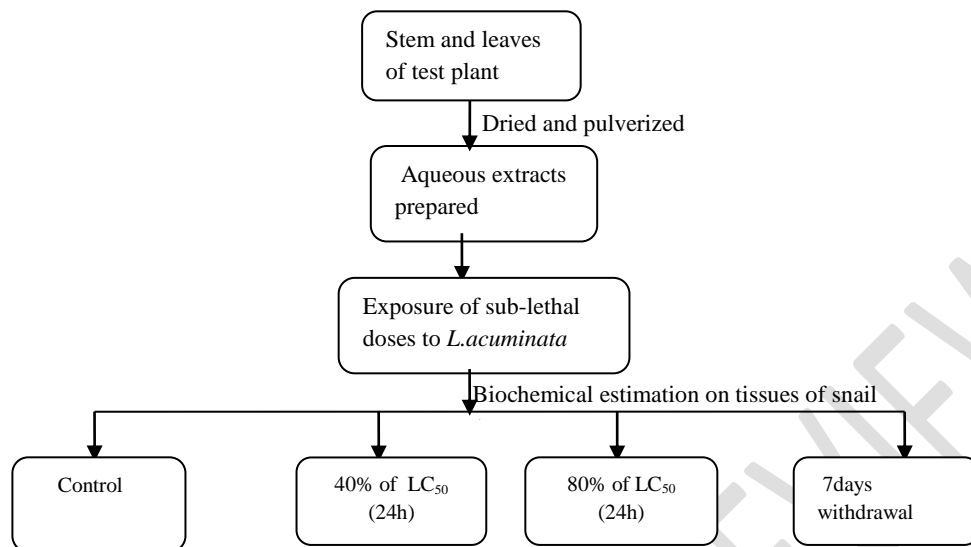 Stem and leaves
of test plant
Dried and pulverized
Aqueous extracts
prepared
Exposure of sub-lethal
doses to L.acuminata
Biochemical estimation on tissues of snail
Control
40% of LC50
(24h)
80% of LC50
(24h)
7days
withdrawal